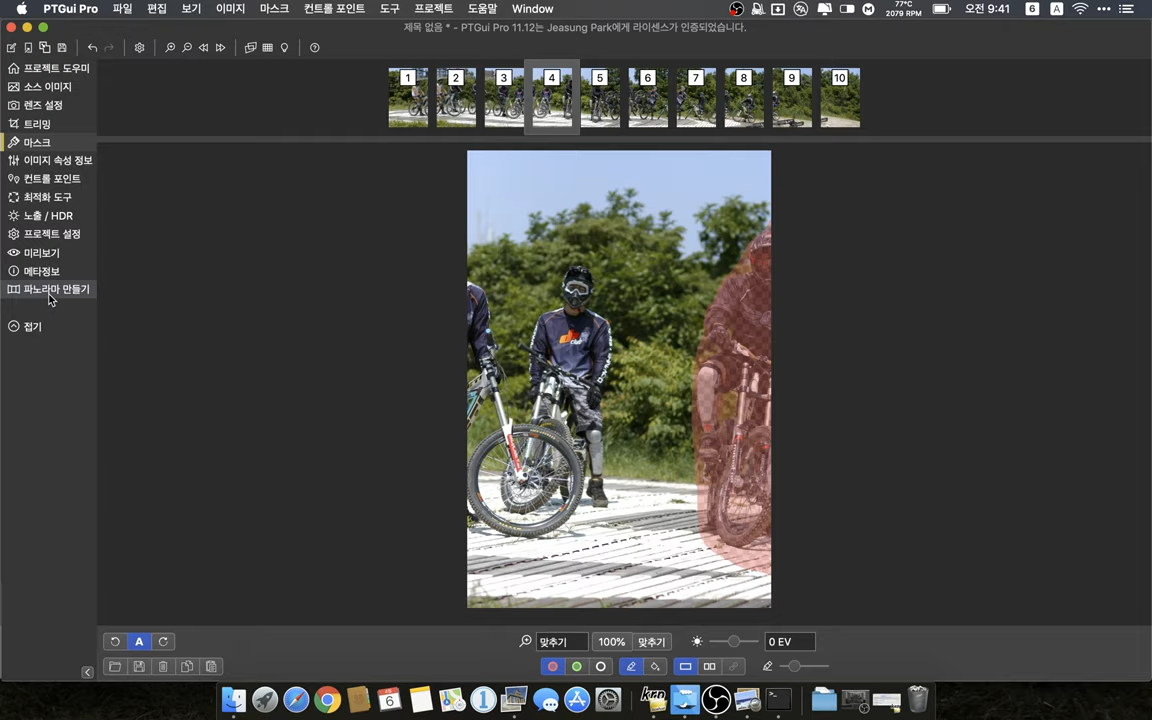 PTGui Pro 파일 편집 보기 이미지 마스크 컨트롤 포인트 도구 프로젝트 도움말 Window 77°C 2079 RPM 오전 9:41 6 A
제목 없음 * - PTGui Pro 11.12는 Jeasung Park에게 라이센스가 인증되었습니다.
프로젝트 도우미
소스 이미지
렌즈 설정
트리밍
마스크
이미지 속성 정보
컨트롤 포인트
최적화 도구
노출 / HDR
프로젝트 설정
미리보기
메타정보
파노라마 만들기
접기
1 2 3 4 5 6 7 8 9 10
A 맞추기 100% 맞추기 0 EV